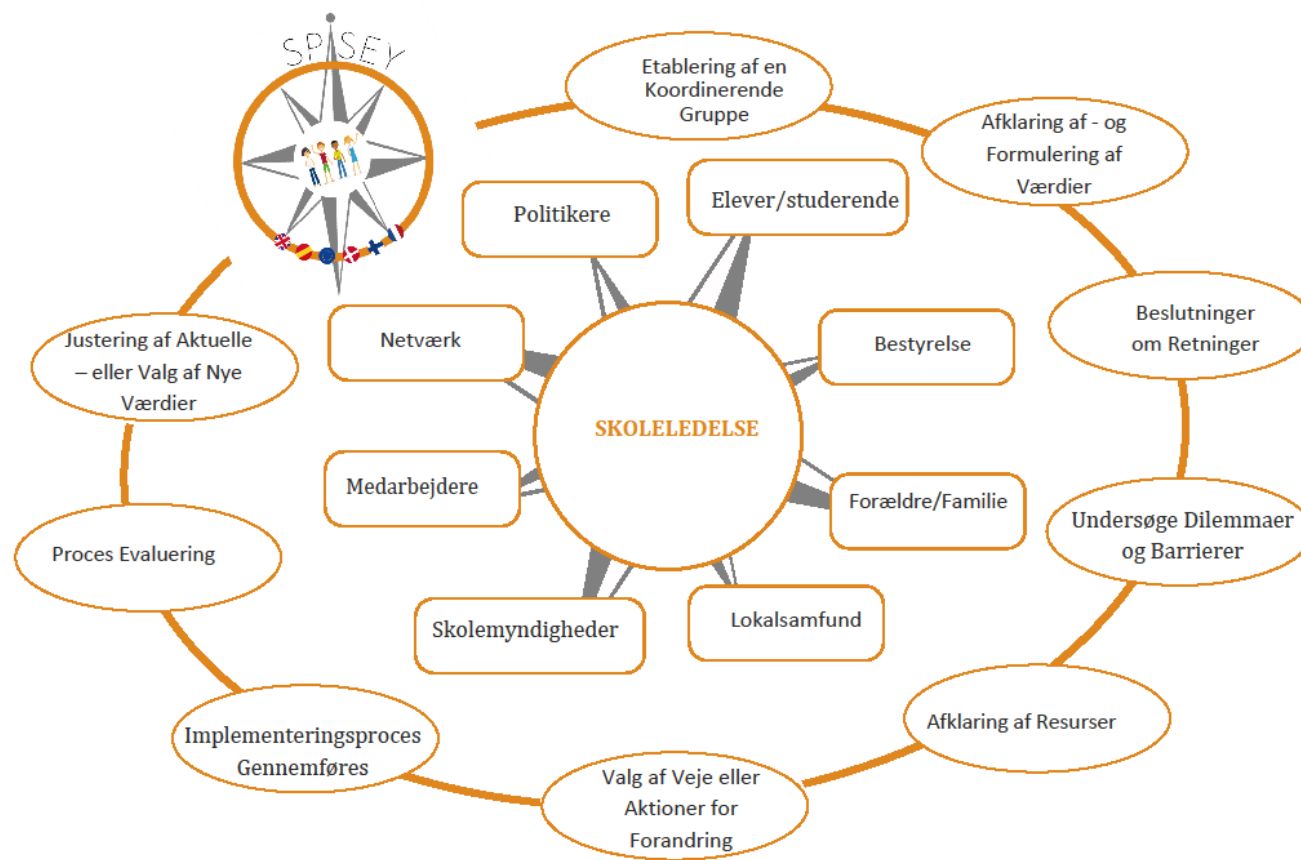 SPISEY
Etablering af en
Koordinerende
Gruppe
Afklaring af - og
Formulering af
Værdier
Beslutninger
om Retninger
Undersøge Dilemmaer
og Barrierer
Afklaring af Resurser
Valg af Veje eller
Aktioner for
Forandring
Implementeringsproces
Gennemføres
Proces Evaluering
Justering af Aktuelle
– eller Valg af Nye
Værdier
Politikere
Elever/studerende
Netværk
Bestyrelse
SKOLELEDELSE
Medarbejdere
Forældre/Familie
Skolemyndigheder
Lokalsamfund